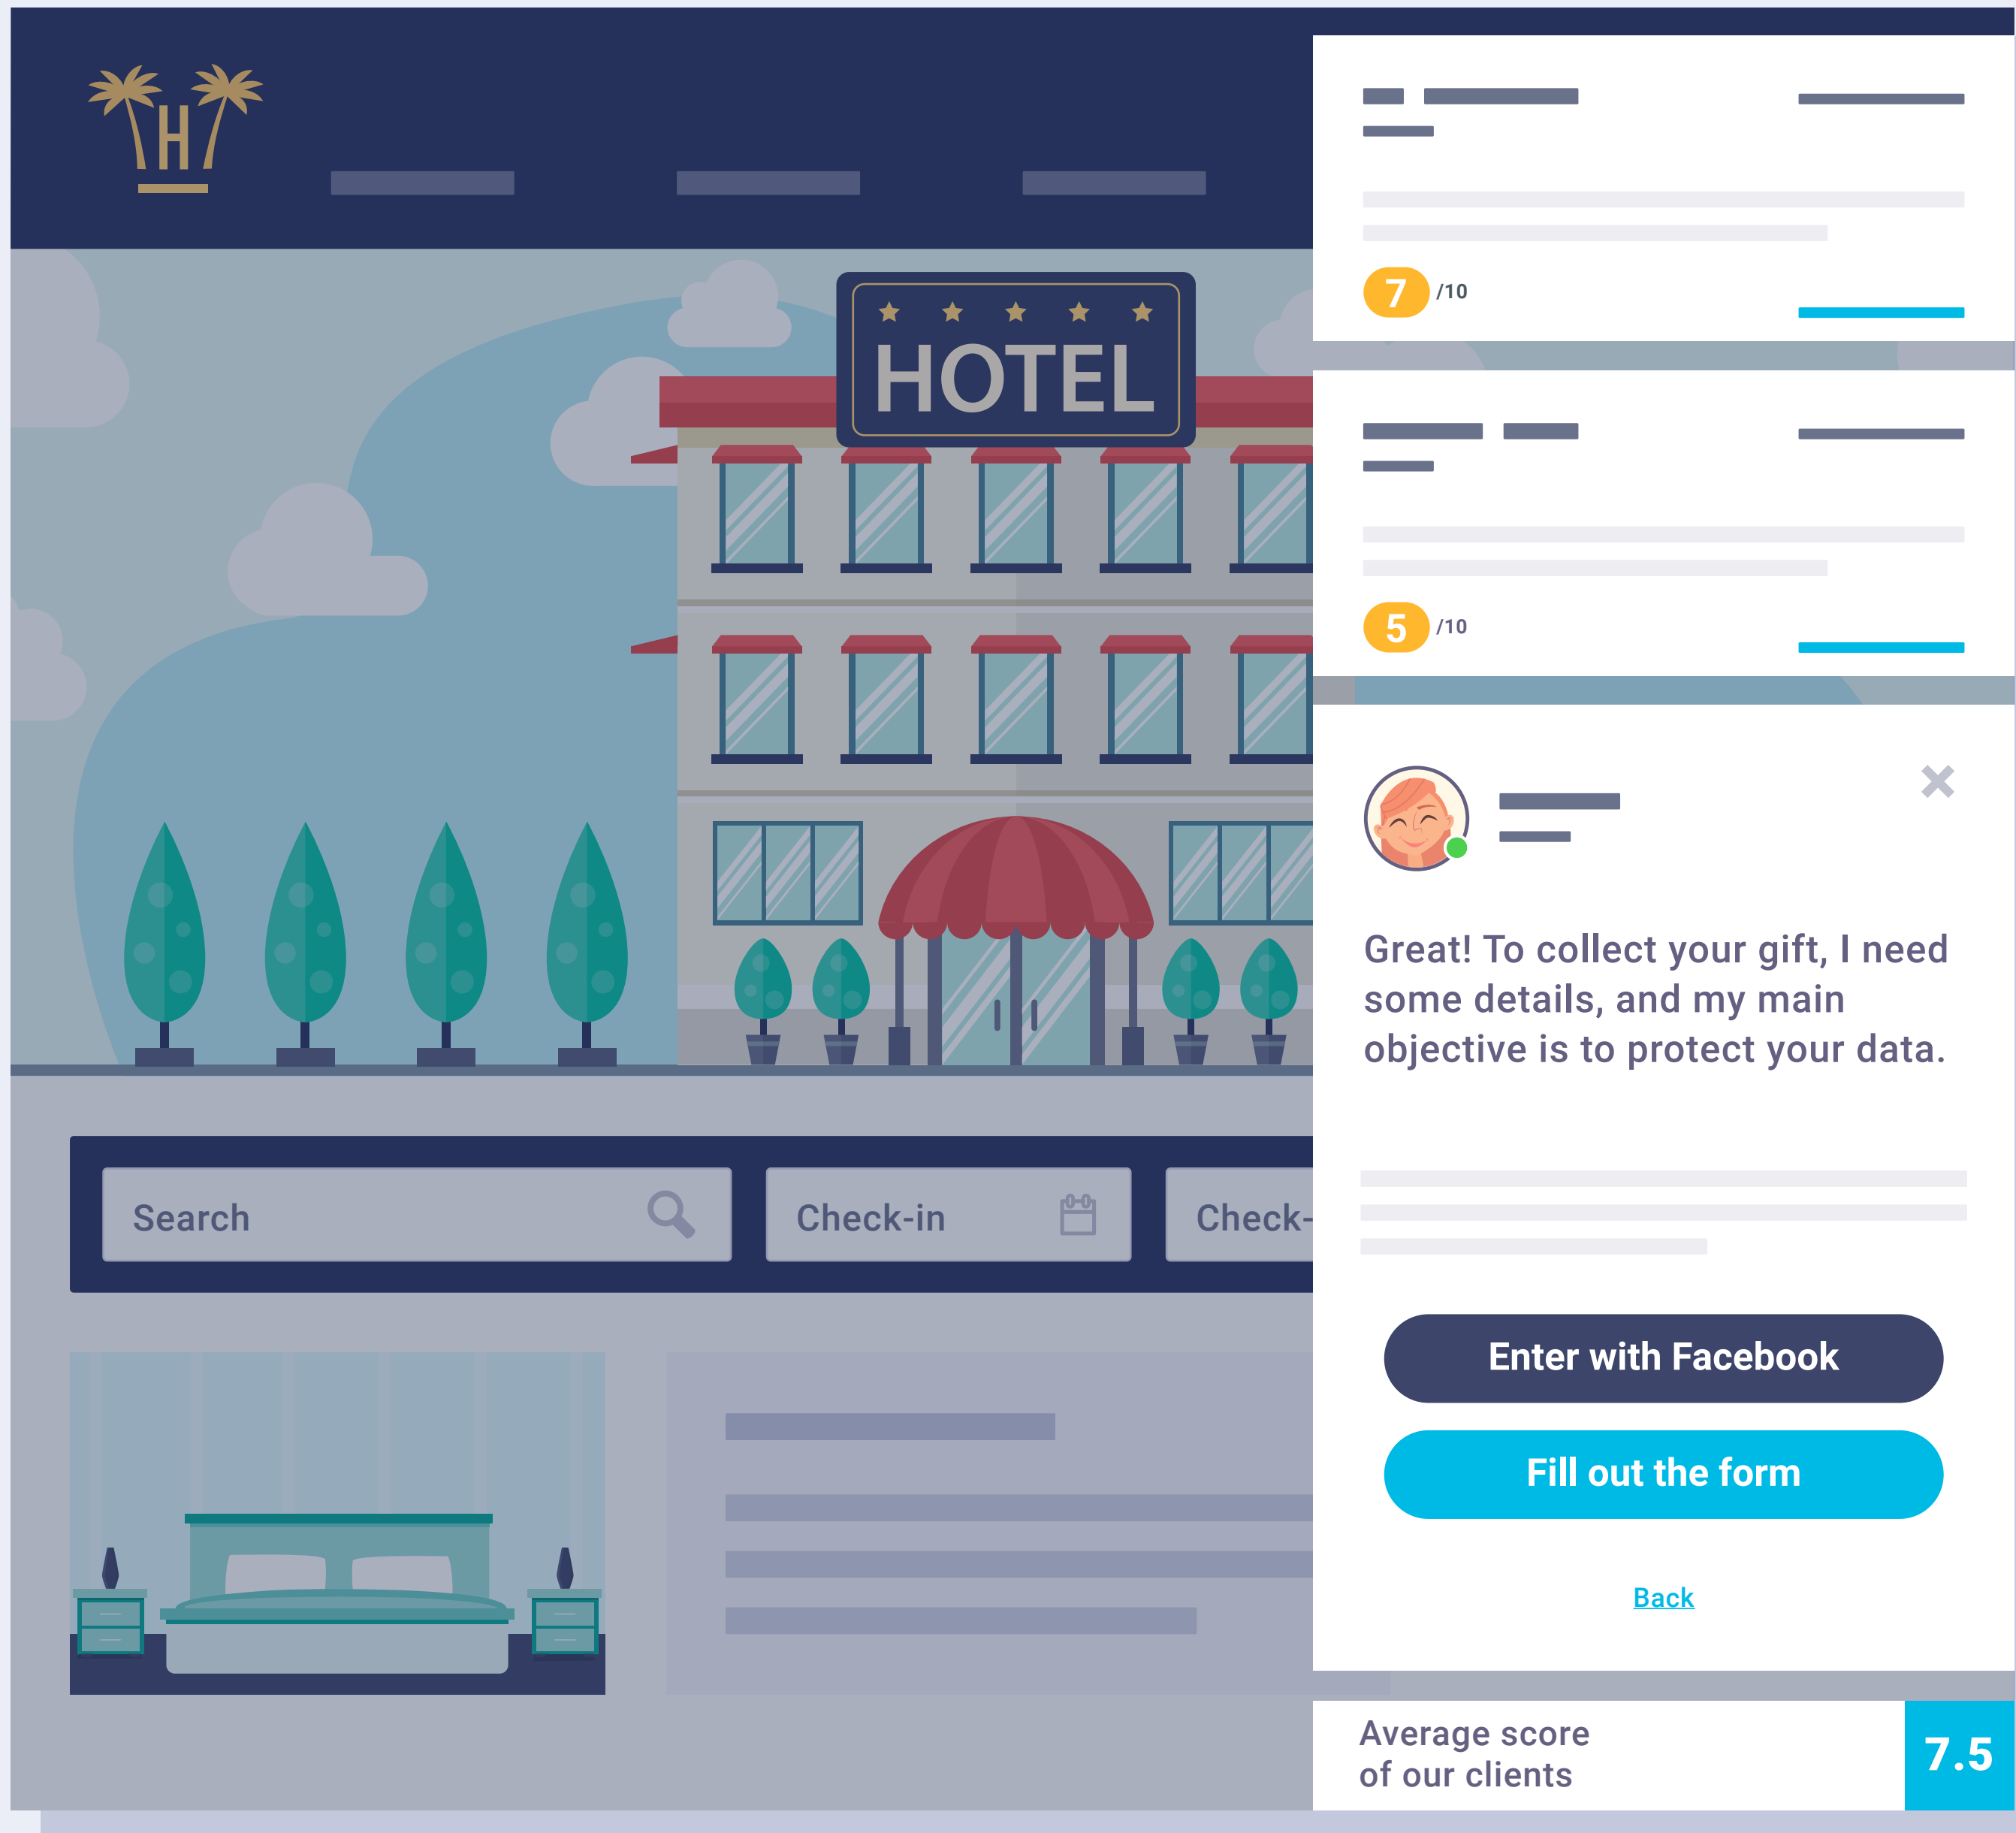 H
HOTEL
7 /10
5 /10
Great! To collect your gift, I need
some details, and my main
objective is to protect your data.
Search
Check-in
Check-
Enter with Facebook
Fill out the form
Back
Average score
of our clients
7.5